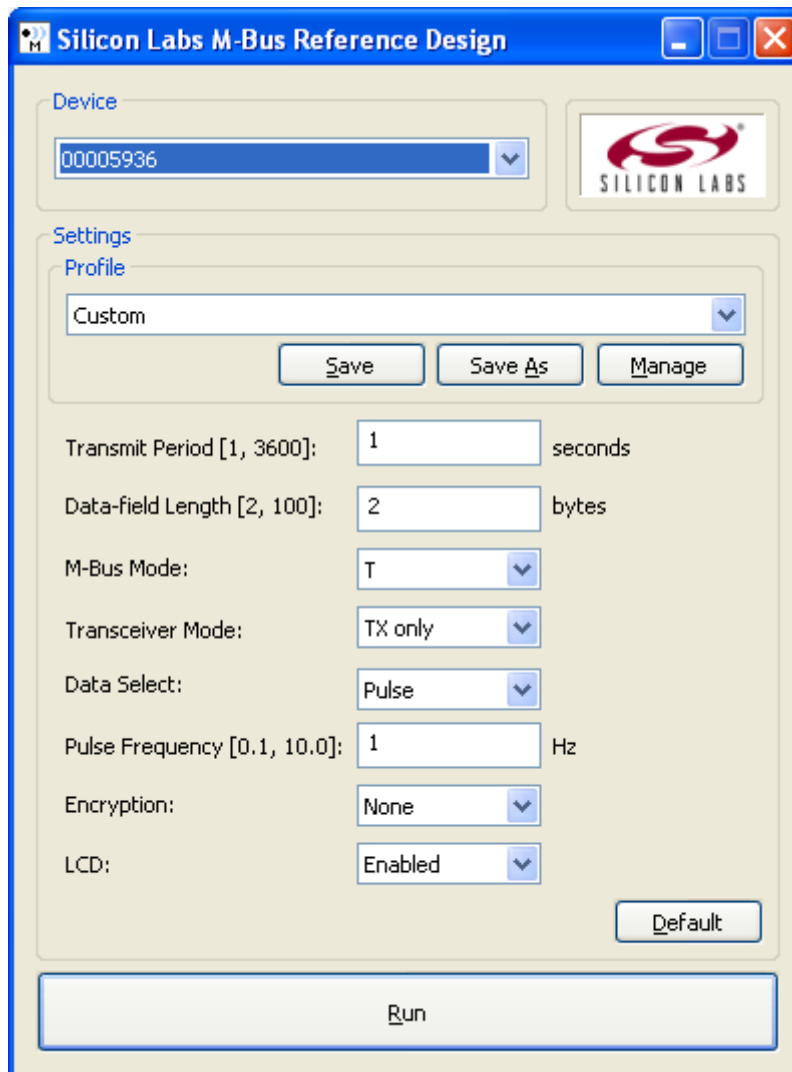 Silicon Labs M-Bus Reference Design
Device
00005936
SILICON LABS
Settings
Profile
Custom
Save Save As Manage
Transmit Period [1, 3600]: 1 seconds
Data-field Length [2, 100]: 2 bytes
M-Bus Mode: T
Transceiver Mode: TX only
Data Select: Pulse
Pulse Frequency [0.1, 10.0]: 1 Hz
Encryption: None
LCD: Enabled
Default
Run